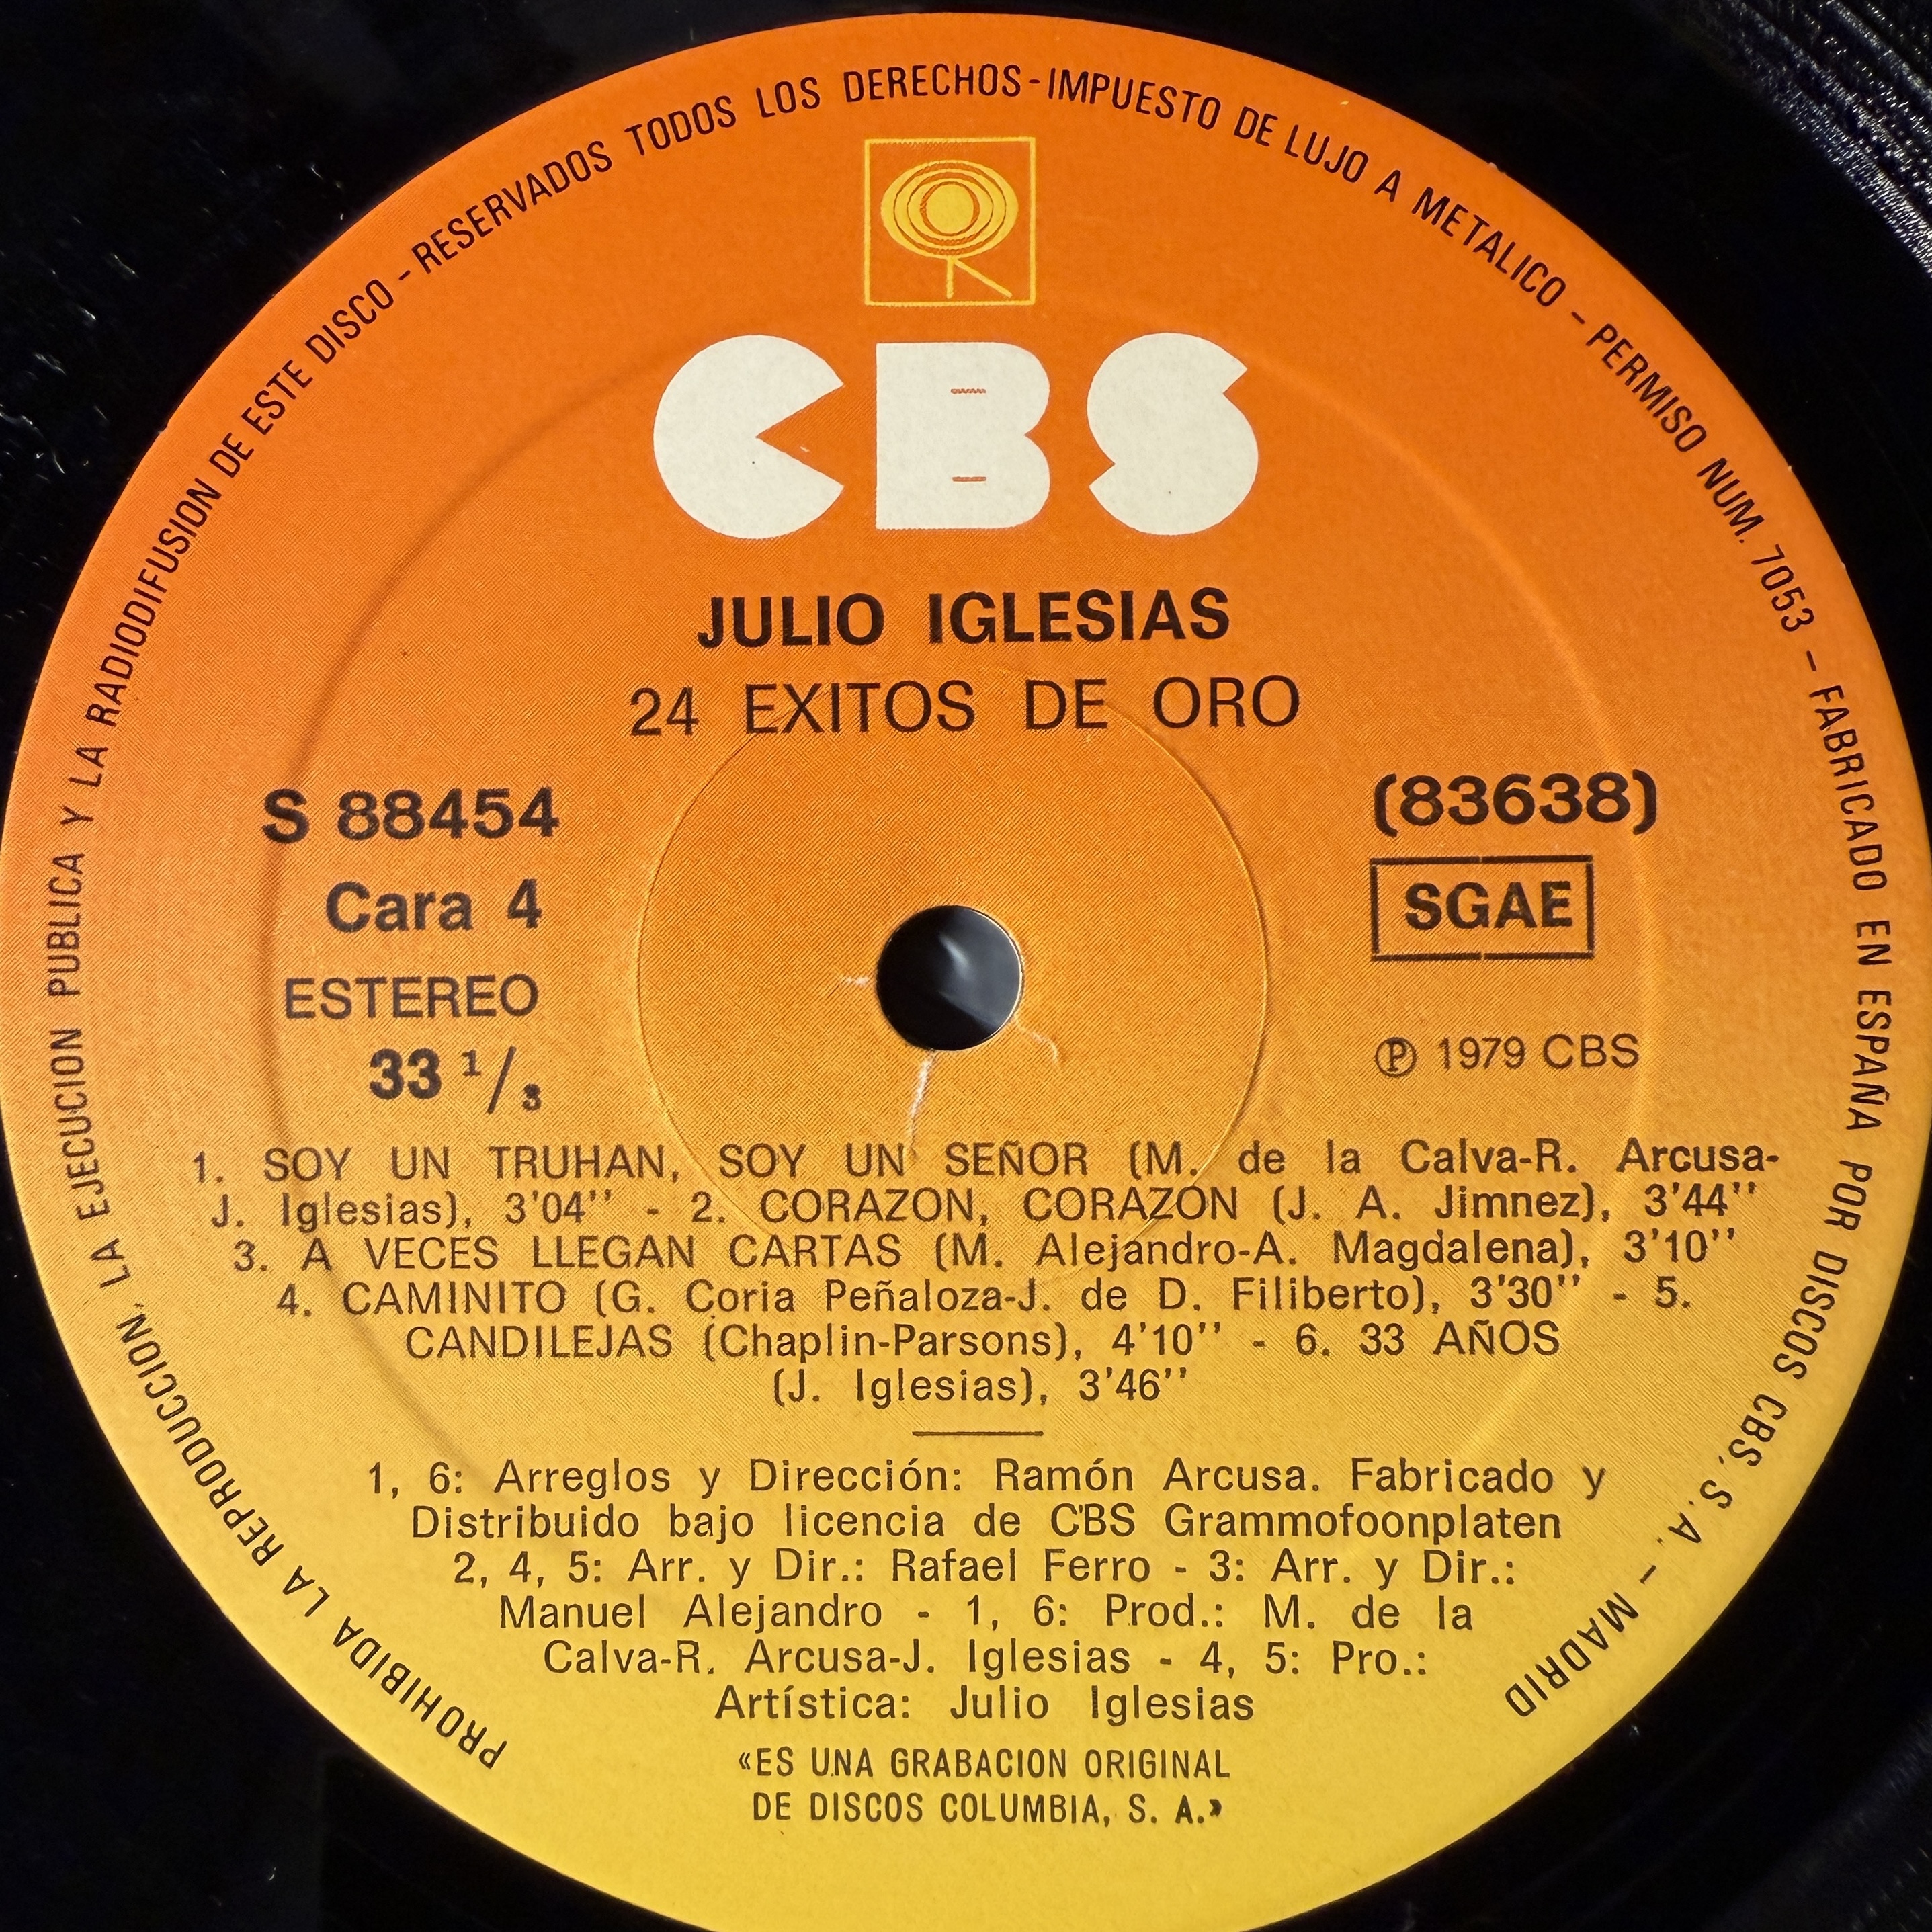 PROHIBIDA LA REPRODUCCION, LA EJECUCION PUBLICA Y LA RADIODIFUSION DE ESTE DISCO - RESERVADOS TODOS LOS DERECHOS - IMPUESTO DE LUJO A METALICO - PERMISO NUM. 7053 - FABRICADO EN ESPAÑA POR DISCOS CBS, S. A. - MADRID
CBS
JULIO IGLESIAS
24 EXITOS DE ORO
S 88454
Cara 4
ESTEREO
33 1/3
(83638)
SGAE
℗ 1979 CBS
1. SOY UN TRUHAN, SOY UN SEÑOR (M. de la Calva-R. Arcusa-
J. Iglesias), 3'04'' - 2. CORAZON, CORAZON (J. A. Jimnez), 3'44''
3. A VECES LLEGAN CARTAS (M. Alejandro-A. Magdalena), 3'10''
4. CAMINITO (G. Coria Peñaloza-J. de D. Filiberto), 3'30'' - 5.
CANDILEJAS (Chaplin-Parsons), 4'10'' - 6. 33 AÑOS
(J. Iglesias), 3'46''
1, 6: Arreglos y Dirección: Ramón Arcusa. Fabricado y
Distribuido bajo licencia de CBS Grammofoonplaten
2, 4, 5: Arr. y Dir.: Rafael Ferro - 3: Arr. y Dir.:
Manuel Alejandro - 1, 6: Prod.: M. de la
Calva-R. Arcusa-J. Iglesias - 4, 5: Pro.:
Artística: Julio Iglesias
«ES UNA GRABACION ORIGINAL
DE DISCOS COLUMBIA, S. A.»